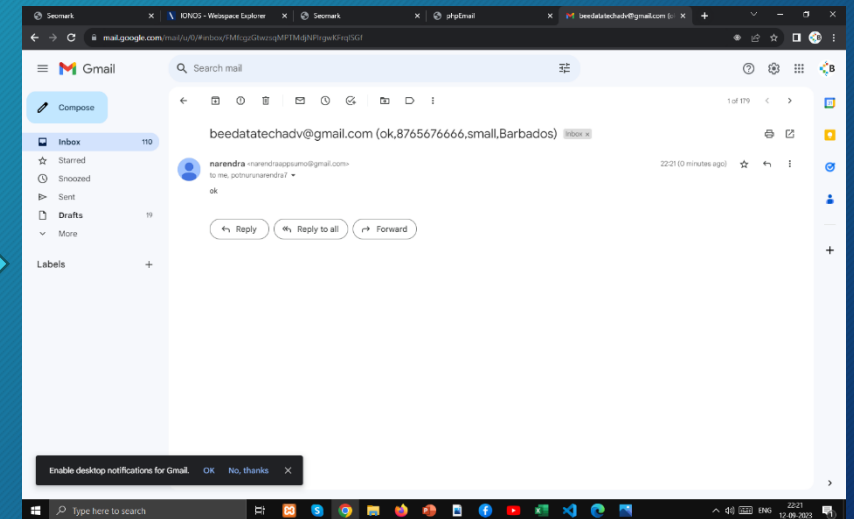 Seomark
IONOS - Webspace Explorer
Seomark
phpEmail
beedatatechadv@gmail.com (o
mail.google.com/mail/u/0/#inbox/
Gmail
Search mail
B
Compose
1 of 179
Inbox 110
Starred
Snoozed
Sent
Drafts 19
More
Labels
beedatatechadv@gmail.com (ok,8765676666,small,Barbados) Inbox x
narendra <narendraappsumo@gmail.com>
22:21 (0 minutes ago)
to me, potnurunarendra7
ok
Reply
Reply to all
Forward
Enable desktop notifications for Gmail. OK No, thanks
Type here to search
ENG
22:21
12-09-2023